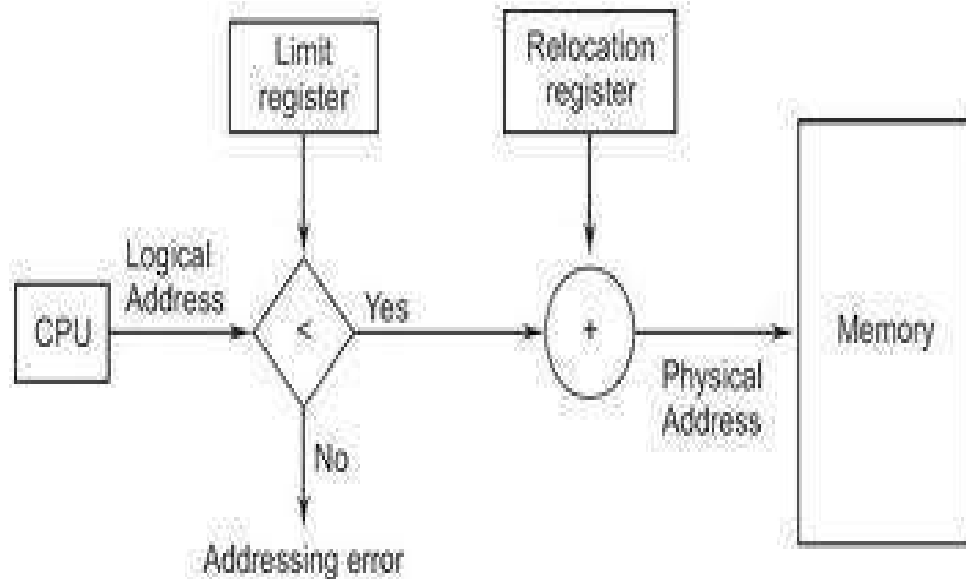 Limit
register
Relocation
register
Logical
Address
CPU
<
Yes
+
Memory
Physical
Address
No
Addressing error